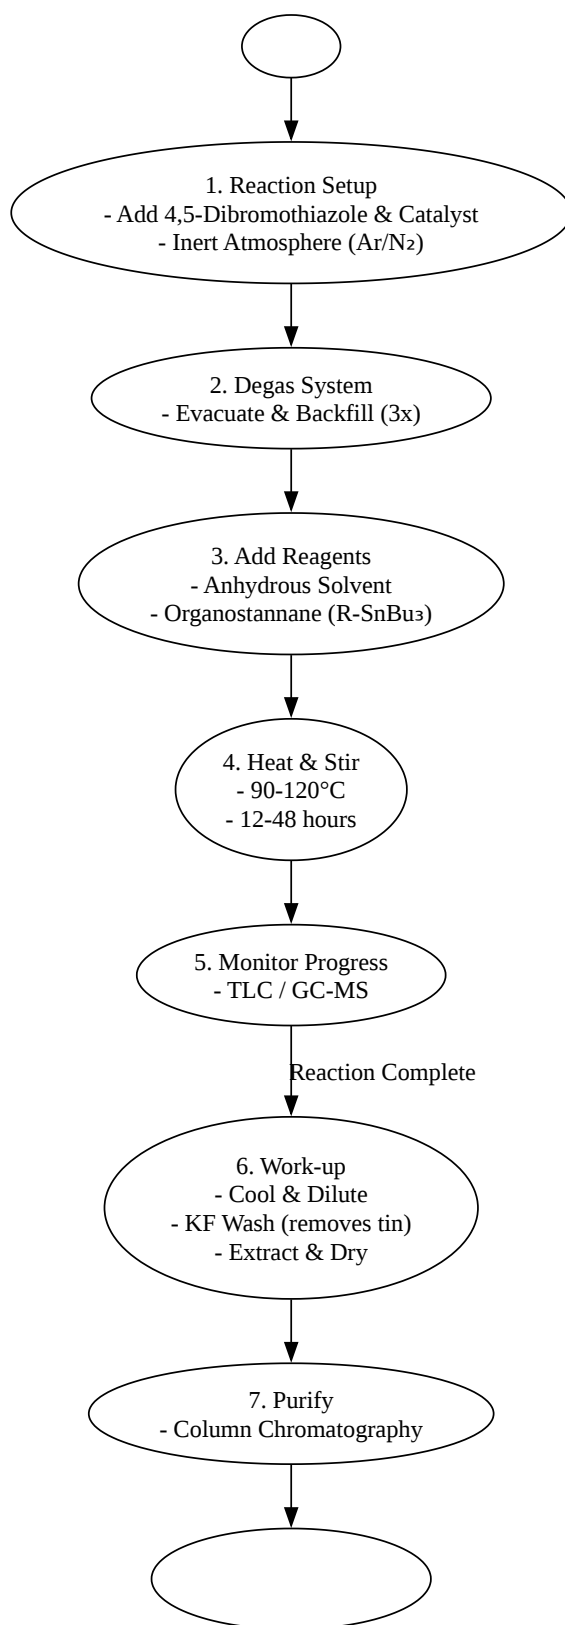 1. Reaction Setup
- Add 4,5-Dibromothiazole & Catalyst
- Inert Atmosphere (Ar/N₂)
2. Degas System
- Evacuate & Backfill (3x)
3. Add Reagents
- Anhydrous Solvent
- Organostannane (R-SnBu₃)
4. Heat & Stir
- 90-120°C
- 12-48 hours
5. Monitor Progress
- TLC / GC-MS
Reaction Complete
6. Work-up
- Cool & Dilute
- KF Wash (removes tin)
- Extract & Dry
7. Purify
- Column Chromatography